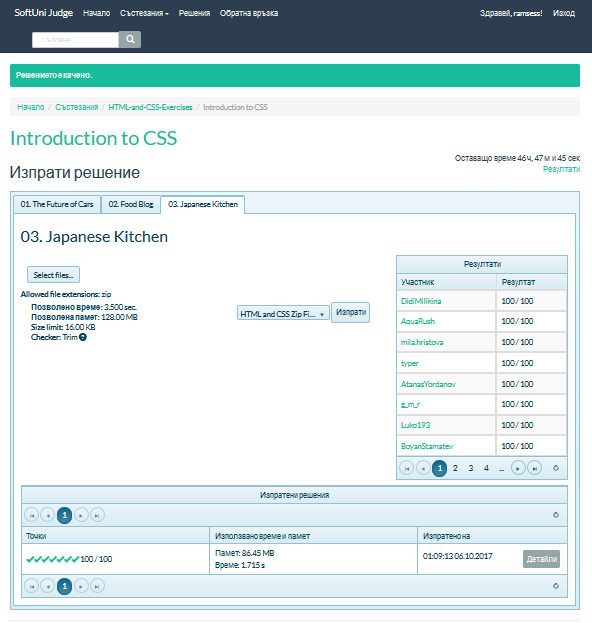 SoftUni Judge Начало Състезания Решения Обратна връзка Здравей, ramsess! Изход
Решението е качено.
Начало / Състезания / HTML-and-CSS-Exercises / Introduction to CSS
Introduction to CSS
Оставащо време 46 ч, 47 м и 45 сек
Изпрати решение
Резултати
01. The Future of Cars 02. Food Blog 03. Japanese Kitchen
03. Japanese Kitchen
Select files...
Allowed file extensions: zip
Позволено време: 3.500 sec.
Позволена памет: 128.00 MB
Size limit: 16.00 KB
Checker: Trim ?
HTML and CSS Zip Fi... Изпрати
Резултати
Участник Резултат
DidiMilikina 100 / 100
AquaRush 100 / 100
mila.hristova 100 / 100
typer 100 / 100
AtanasYordanov 100 / 100
g_m_r 100 / 100
Luko193 100 / 100
BoyanStamatev 100 / 100
1 2 3 4 ...
Изпратени решения
1
Точки Използвано време и памет Изпратено на
100 / 100 Памет: 86.45 MB 01:09:13 06.10.2017 Детайли
Време: 1.715 s
1